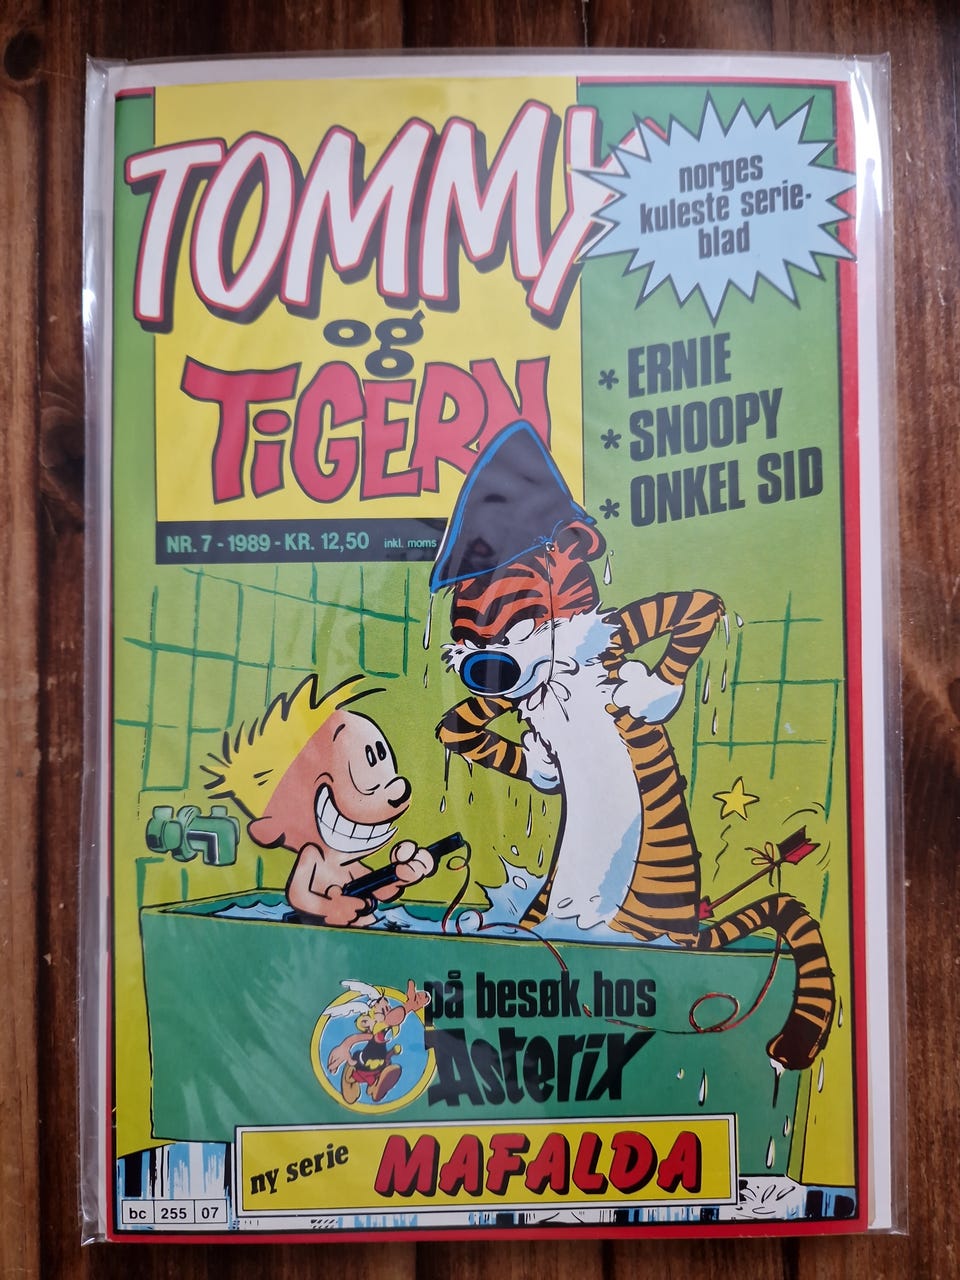 TOMMY
og
TiGERN
NR. 7 - 1989 - KR. 12,50 inkl. moms
norges
kuleste serie-
blad
* ERNIE
* SNOOPY
* ONKEL SID
på besøk hos
Asterix
ny serie MAFALDA
bc 255 07